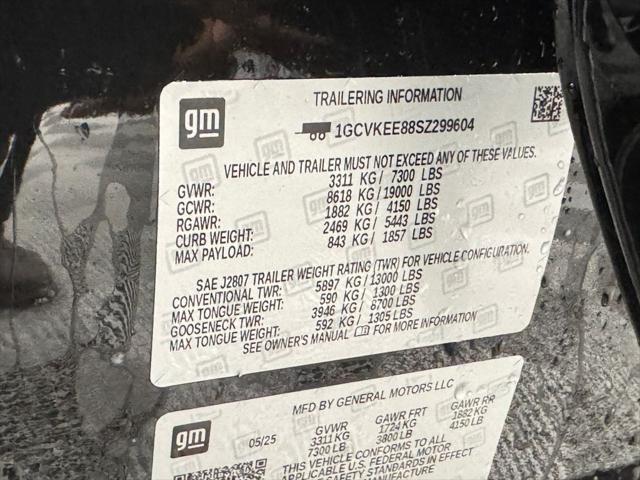 gm
TRAILERING INFORMATION
1GCVKEE88SZ299604
VEHICLE AND TRAILER MUST NOT EXCEED ANY OF THESE VALUES.
GVWR: 3311 KG / 7300 LBS
GCWR: 8618 KG / 19000 LBS
RGAWR: 1882 KG / 4150 LBS
CURB WEIGHT: 2469 KG / 5443 LBS
MAX PAYLOAD: 843 KG / 1857 LBS
SAE J2807 TRAILER WEIGHT RATING (TWR) FOR VEHICLE CONFIGURATION.
CONVENTIONAL TWR: 5897 KG / 13000 LBS
MAX TONGUE WEIGHT: 590 KG / 1300 LBS
GOOSENECK TWR: 3946 KG / 8700 LBS
MAX TONGUE WEIGHT: 592 KG / 1305 LBS
SEE OWNER'S MANUAL FOR MORE INFORMATION
gm
MFD BY GENERAL MOTORS LLC
05/25 GVWR GAWR FRT GAWR RR
3311 KG 1724 KG 1882 KG
7300 LB 3800 LB 4150 LB
THIS VEHICLE CONFORMS TO ALL
APPLICABLE U.S. FEDERAL MOTOR
VEHICLE SAFETY STANDARDS IN EFFECT